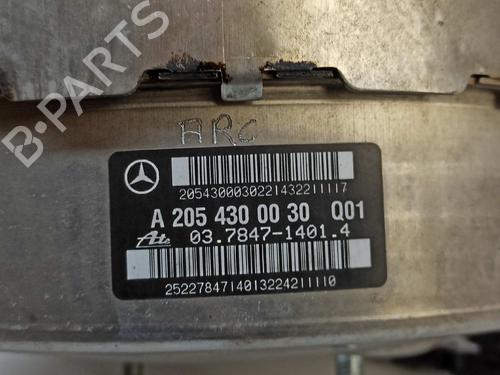 B-PARTS
ARC
2054300030221432211117
A 205 430 00 30 Q01
Ate 03.7847-1401.4
2522784714013224211110